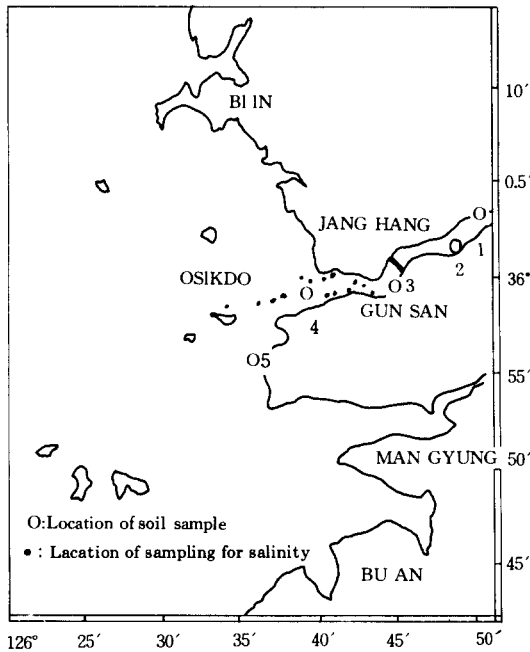 10′
BI IN
0.5′
JANG HANG
O
1
2
OSIKDO
O
O 3
36°
GUN SAN
4
O5
55′
MAN GYUNG
50′
O:Location of soil sample
• : Lacation of sampling for salinity
45′
BU AN
126° 25′ 30′ 35′ 40′ 45′ 50′